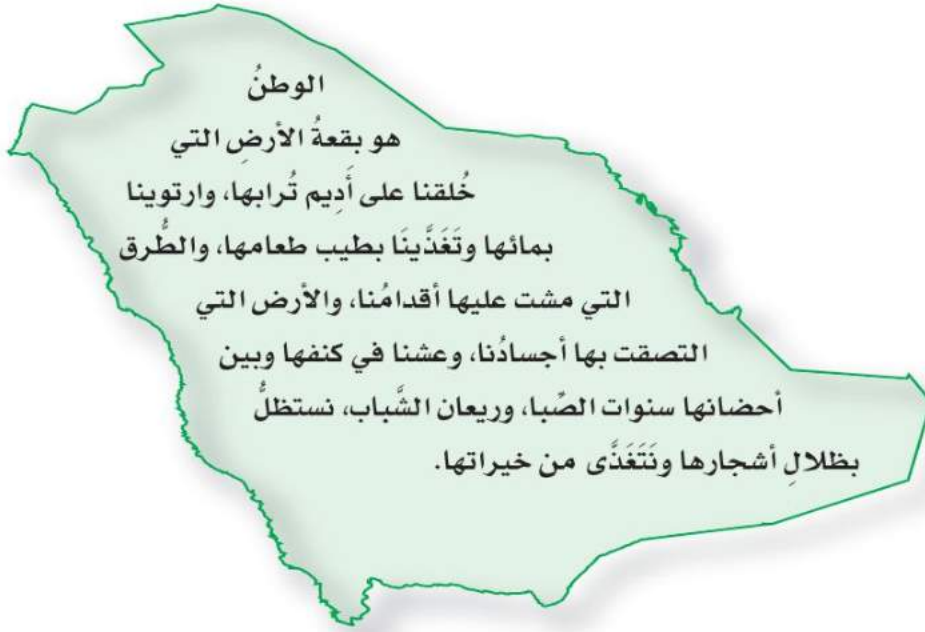 الوطنُ
هو بقعةُ الأرضِ التي
خُلقنا على أَدِيم تُرابها، وارتوينا
بمائها وتَغَذَّينَا بطيب طعامها، والطُّرق
التي مشت عليها أقدامُنا، والأرض التي
التصقت بها أجسادُنا، وعشنا في كنفها وبين
أحضانها سنوات الصِّبا، وريعان الشَّباب، نستظلُّ
بظلالِ أشجارها ونَتَغَذَّى من خيراتها.